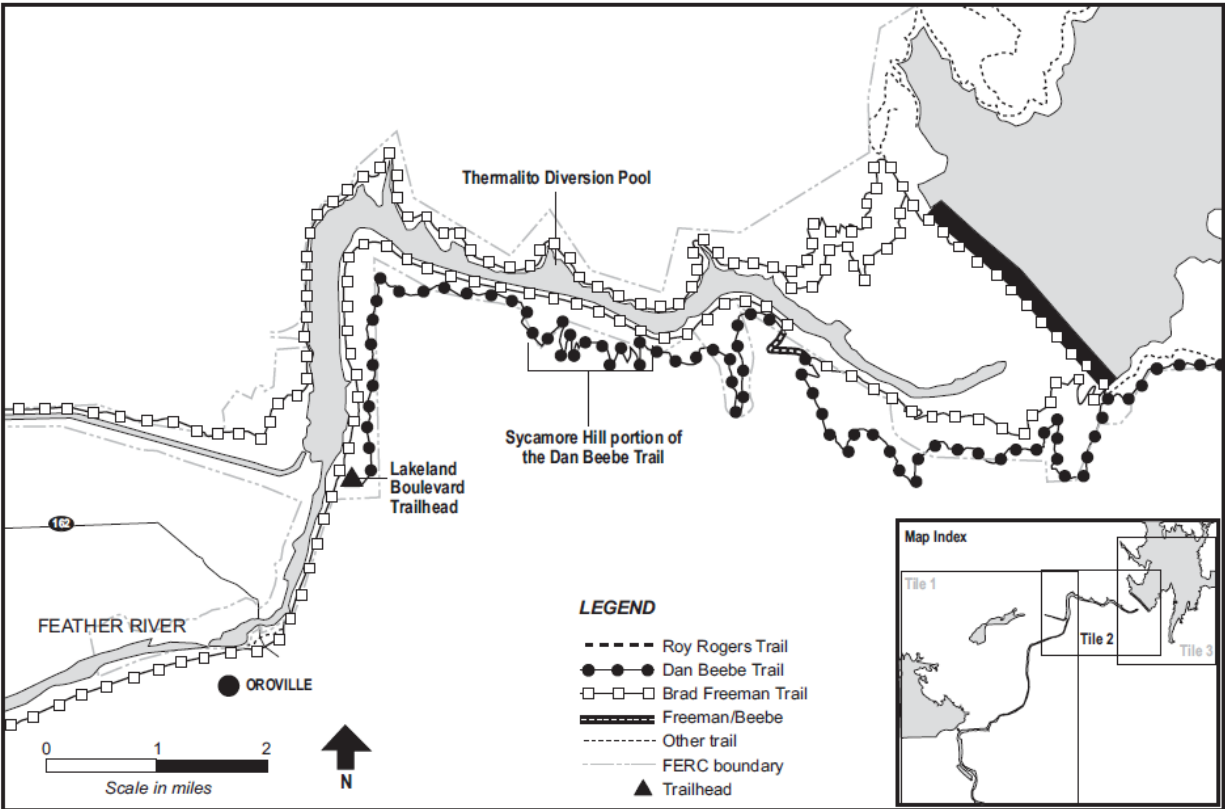 Thermalito Diversion Pool
Sycamore Hill portion of
the Dan Beebe Trail
Lakeland
Boulevard
Trailhead
162
FEATHER RIVER
OROVILLE
0 1 2
Scale in miles
N
LEGEND
Roy Rogers Trail
Dan Beebe Trail
Brad Freeman Trail
Freeman/Beebe
Other trail
FERC boundary
Trailhead
Map Index
Tile 1
Tile 2
Tile 3